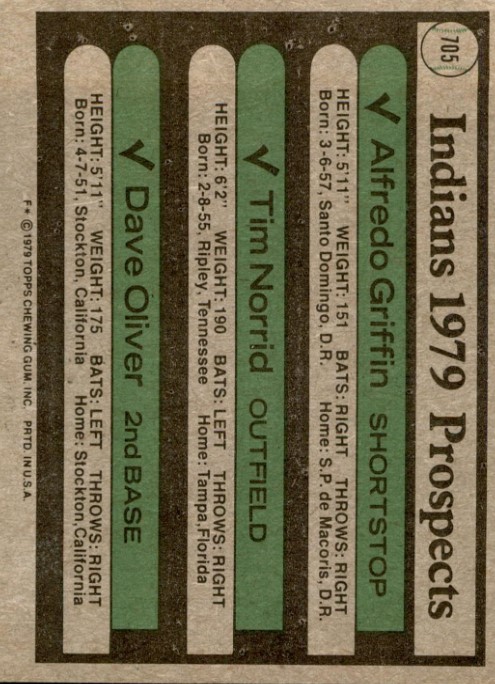 705
Indians 1979 Prospects
Alfredo Griffin SHORTSTOP
HEIGHT: 5'11" WEIGHT: 151 BATS: RIGHT THROWS: RIGHT
Born: 3-6-57, Santo Domingo, D.R. Home: S.P. de Macoris, D.R.
Tim Norrid OUTFIELD
HEIGHT: 6'2" WEIGHT: 190 BATS: LEFT THROWS: RIGHT
Born: 2-8-55, Ripley, Tennessee Home: Tampa, Florida
Dave Oliver 2nd BASE
HEIGHT: 5'11" WEIGHT: 175 BATS: LEFT THROWS: RIGHT
Born: 4-7-51, Stockton, California Home: Stockton, California
F* © 1979 TOPPS CHEWING GUM, INC. PRTD. IN U.S.A.